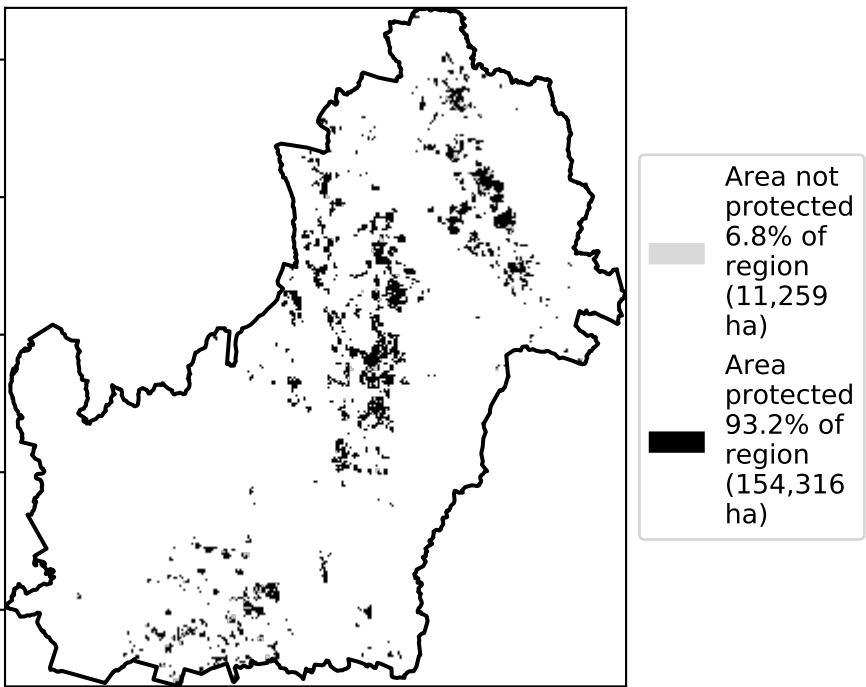 Area not
protected
6.8% of
region
(11,259
ha)
Area
protected
93.2% of
region
(154,316
ha)